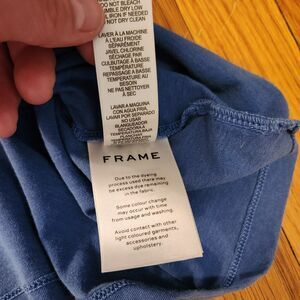 DO NOT BLEACH
TUMBLE DRY LOW
IRON IF NEEDED
DO NOT DRY CLEAN
LAVER À LA MACHINE
À L'EAU FROIDE
SÉPARÉMENT
JAVEL CHLORINE
SÉCHAGE PAR
CULBUTAGE À BASSE
TEMPÉRATURE
REPASSAGE À BASSE
TEMPÉRATURE AU
BESOIN
NE PAS NETTOYER
À SEC
LAVAR A MAQUINA
CON AGUA FRIA,
LAVAR POR SEPARADO
NO USAR
BLANQUEADOR
SECADORA A
TEMPERATURA BAJA
FRAME
Due to the dyeing
process used there may
be excess dye remaining
in the fabric.
Some colour change
may occur with time
from usage and washing.
Avoid contact with other
light coloured garments,
accessories and
upholstery.